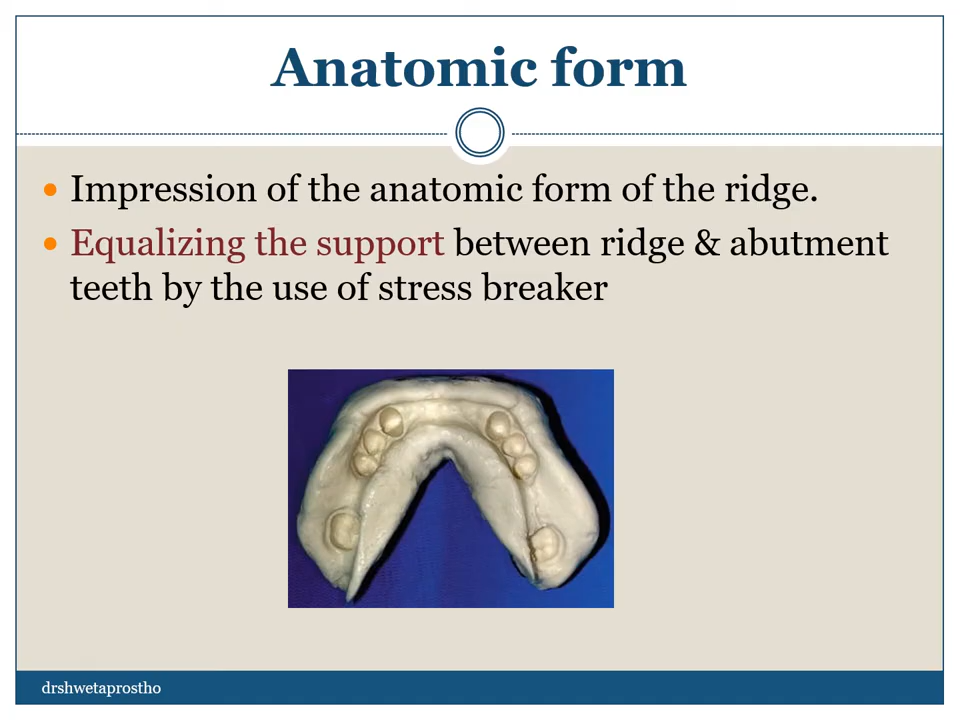 Anatomic form
Impression of the anatomic form of the ridge.
Equalizing the support between ridge & abutment
teeth by the use of stress breaker
drshwetaprostho